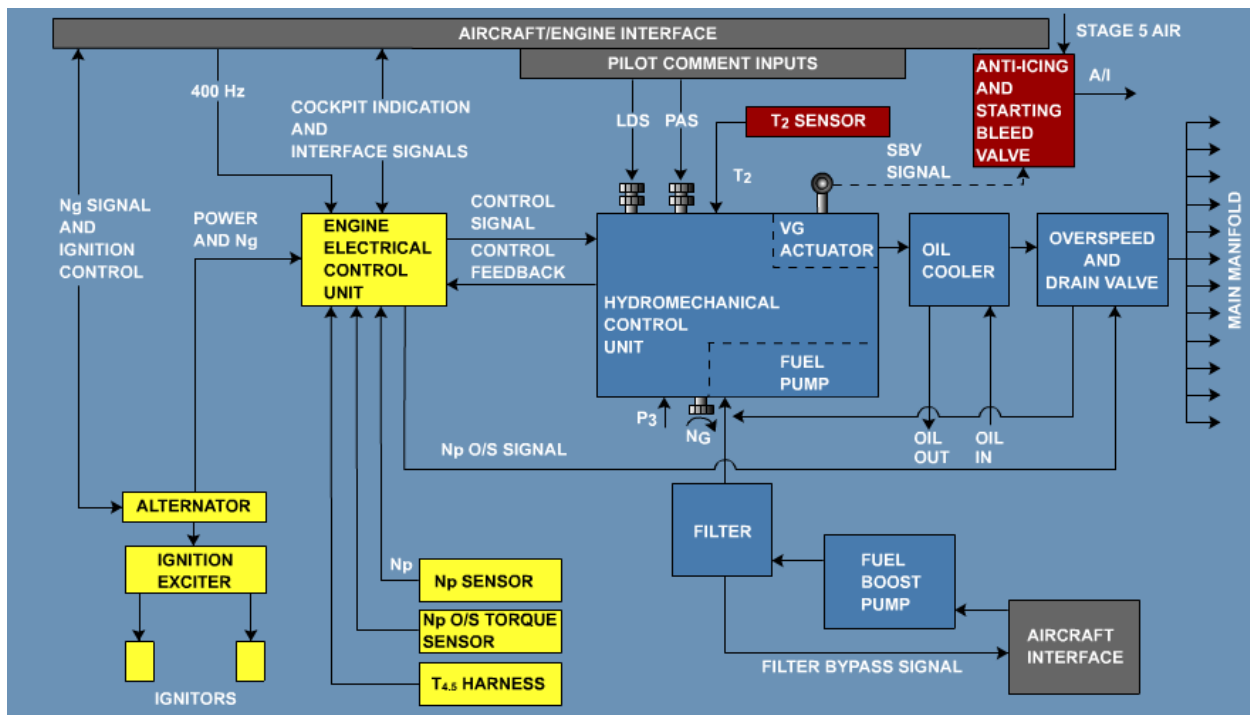 AIRCRAFT/ENGINE INTERFACE
STAGE 5 AIR
PILOT COMMENT INPUTS
ANTI-ICING
AND
STARTING
BLEED
VALVE
A/I
400 Hz
COCKPIT INDICATION
AND
INTERFACE SIGNALS
LDS
PAS
T2 SENSOR
T2
SBV
SIGNAL
Ng SIGNAL
AND
IGNITION
CONTROL
POWER
AND Ng
ENGINE
ELECTRICAL
CONTROL
UNIT
CONTROL
SIGNAL
CONTROL
FEEDBACK
VG
ACTUATOR
HYDROMECHANICAL
CONTROL
UNIT
FUEL
PUMP
OIL
COOLER
OVERSPEED
AND
DRAIN VALVE
MAIN MANIFOLD
P3
NG
OIL
OUT
OIL
IN
Np O/S SIGNAL
ALTERNATOR
IGNITION
EXCITER
IGNITORS
FILTER
FUEL
BOOST
PUMP
AIRCRAFT
INTERFACE
FILTER BYPASS SIGNAL
Np
Np SENSOR
Np O/S TORQUE
SENSOR
T4.5 HARNESS